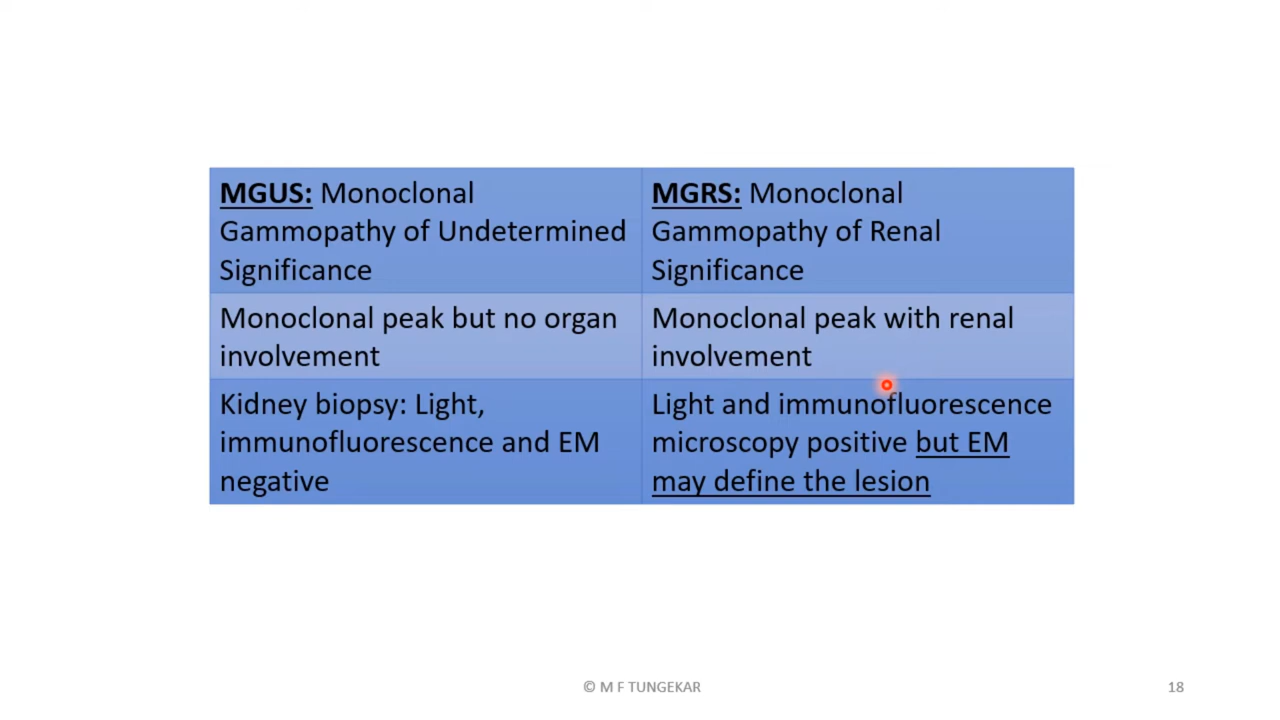 MGUS: Monoclonal
Gammopathy of Undetermined
Significance
MGRS: Monoclonal
Gammopathy of Renal
Significance
Monoclonal peak but no organ
involvement
Monoclonal peak with renal
involvement
Kidney biopsy: Light,
immunofluorescence and EM
negative
Light and immunofluorescence
microscopy positive but EM
may define the lesion
© M F TUNGEKAR
18